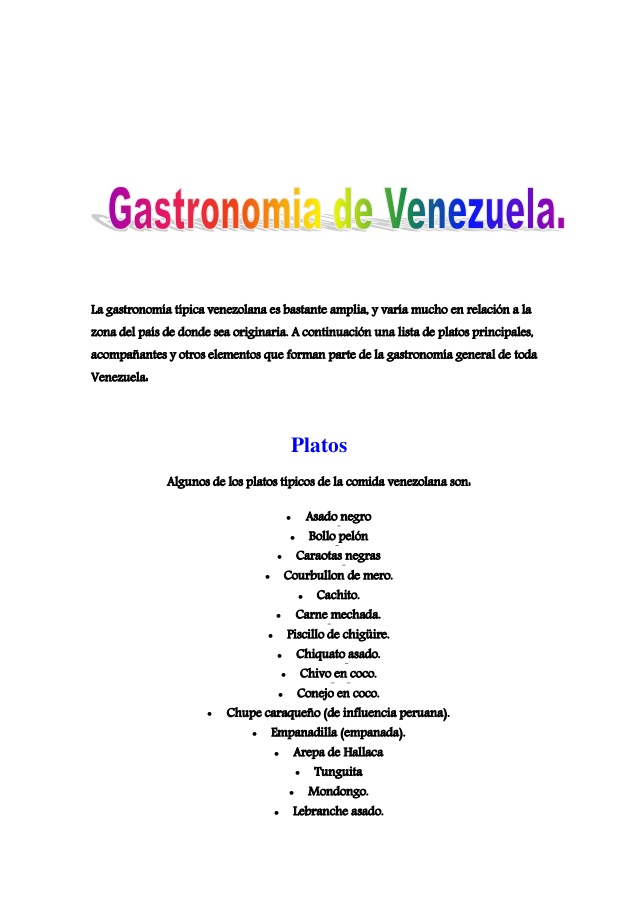 Gastronomia de Venezuela.
La gastronomía típica venezolana es bastante amplia, y varía mucho en relación a la
zona del país de donde sea originaria. A continuación una lista de platos principales,
acompañantes y otros elementos que forman parte de la gastronomía general de toda
Venezuela:
Platos
Algunos de los platos típicos de la comida venezolana son:
• Asado negro
• Bollo pelón
• Caraotas negras
• Courbullon de mero.
• Cachito.
• Carne mechada.
• Piscillo de chigüire.
• Chiquato asado.
• Chivo en coco.
• Conejo en coco.
• Chupe caraqueño (de influencia peruana).
• Empanadilla (empanada).
• Arepa de Hallaca
• Tunguita
• Mondongo.
• Lebranche asado.